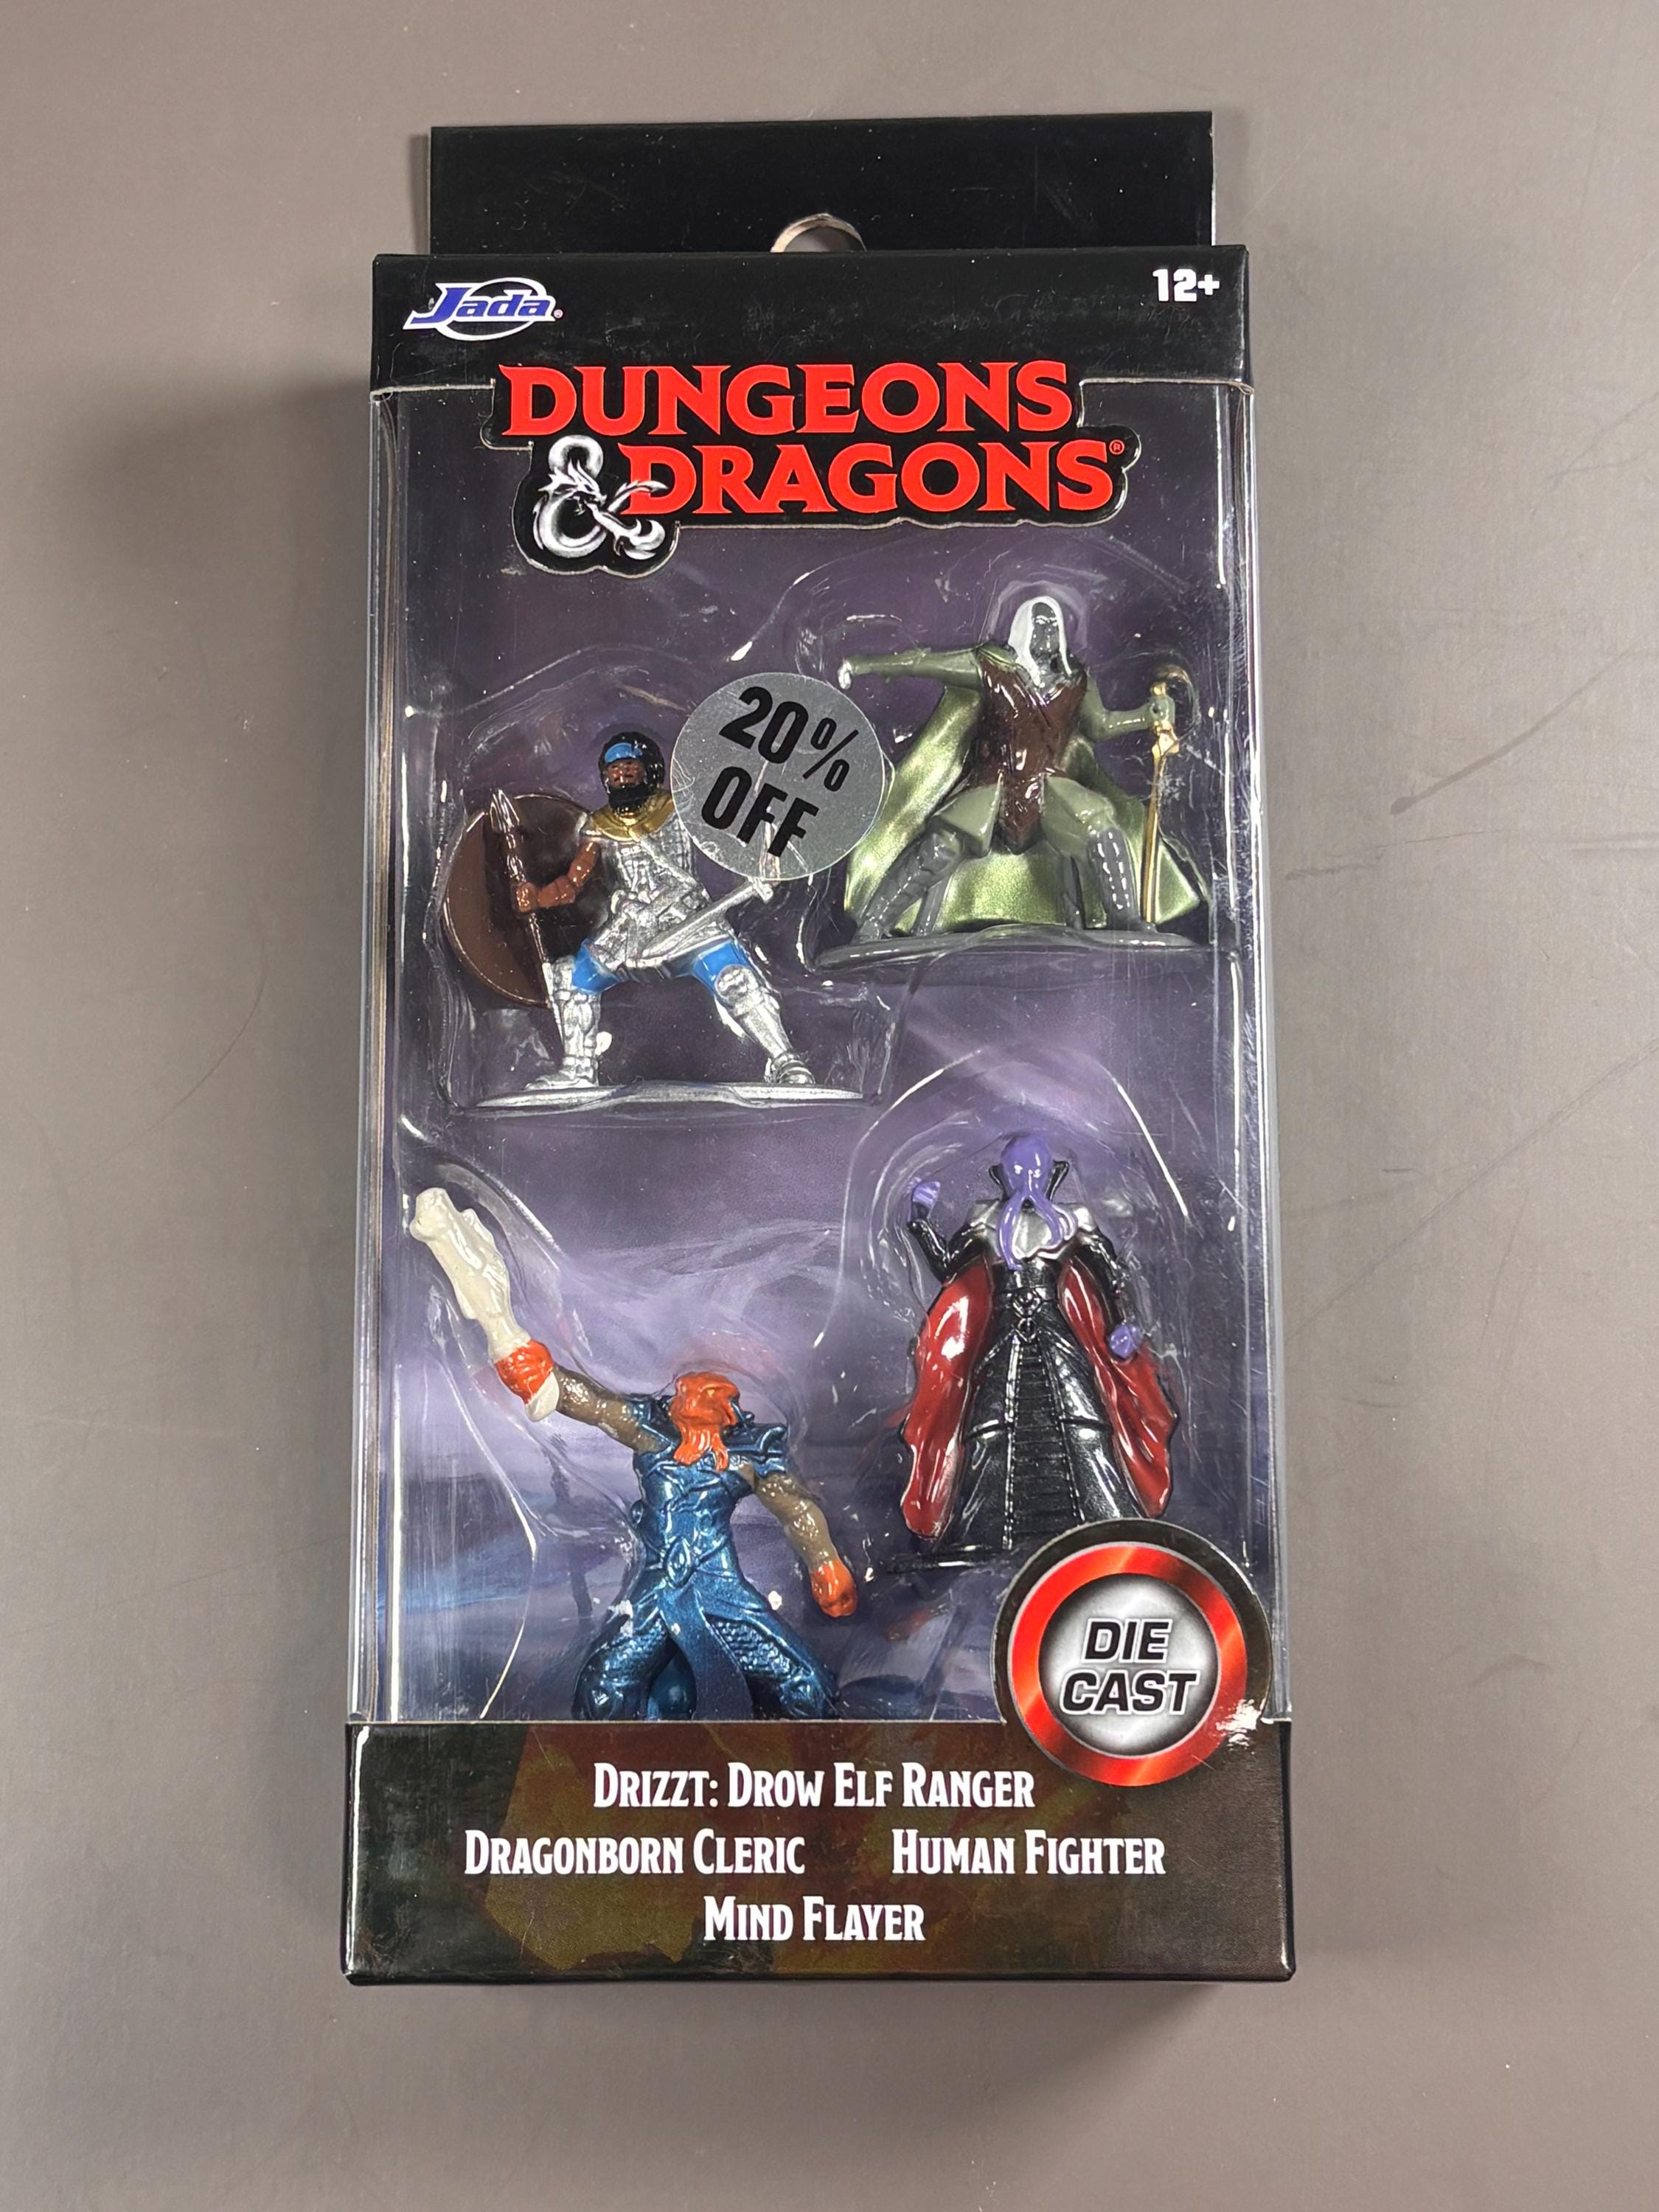 Jada®
12+
DUNGEONS
& DRAGONS®
20%
OFF
DIE
CAST
DRIZZT: DROW ELF RANGER
DRAGONBORN CLERIC HUMAN FIGHTER
MIND FLAYER